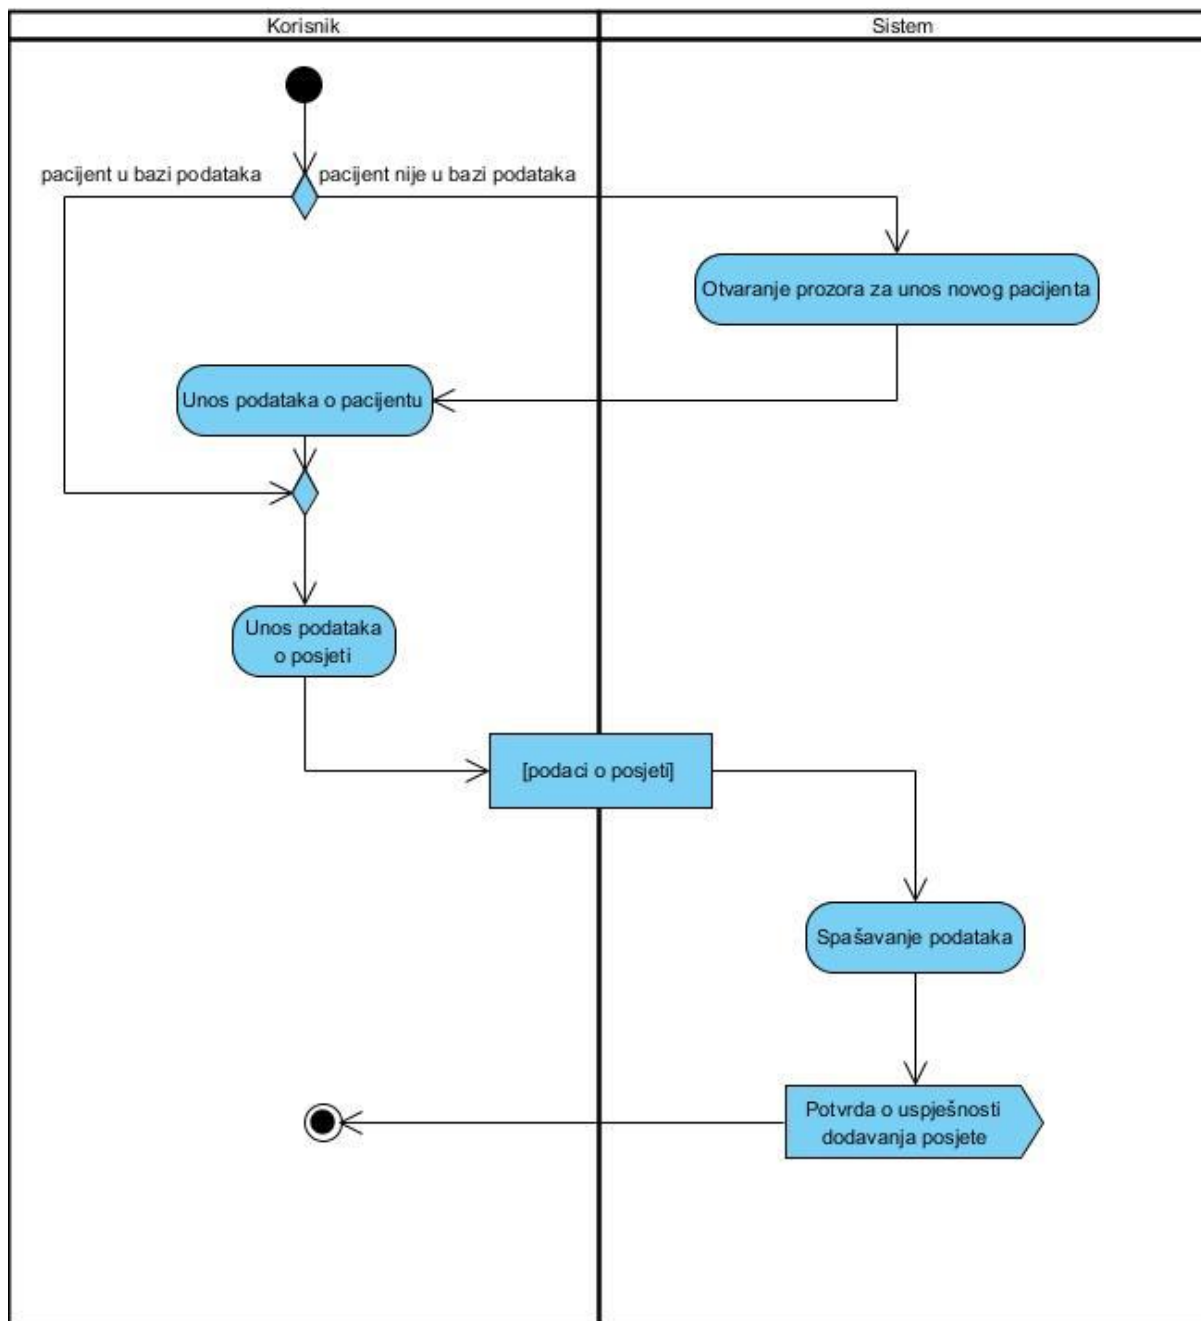 Korisnik
Sistem
pacijent u bazi podataka
pacijent nije u bazi podataka
Otvaranje prozora za unos novog pacijenta
Unos podataka o pacijentu
Unos podataka
o posjeti
[podaci o posjeti]
Spašavanje podataka
Potvrda o uspješnosti
dodavanja posjete